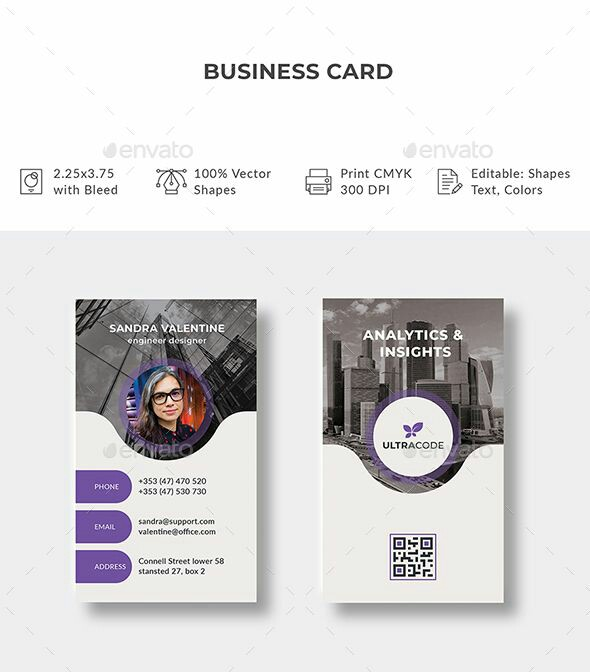 BUSINESS CARD
envato envato
2.25x3.75
with Bleed
100% Vector
Shapes
Print CMYK
300 DPI
Editable: Shapes
Text, Colors
SANDRA VALENTINE
engineer designer
PHONE
+353 (47) 470 520
+353 (47) 530 730
EMAIL
sandra@support.com
valentine@office.com
ADDRESS
Connell Street lower 58
stansted 27, box 2
ANALYTICS &
INSIGHTS
ULTRACODE
envato envato